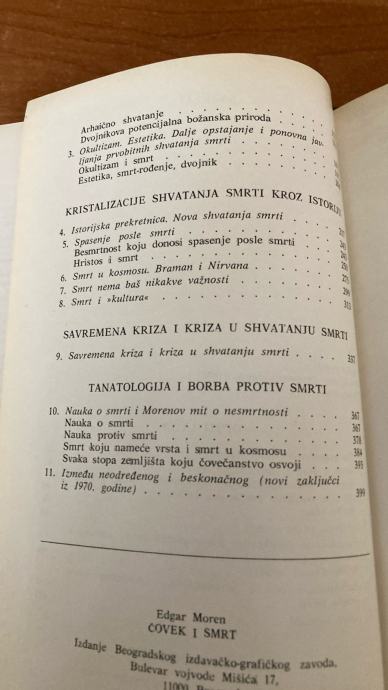 Arhaično shvatanje . . . . . . . .
Dvojnikova potencijalna božanska priroda . . . . .
3. Okultizam. Estetika. Dalje opstajanje i ponovna jav-
ljanja prvobitnih shvatanja smrti . . . . .
Okultizam i smrt . . . . . . . .
Estetika, smrt-rođenje, dvojnik . . . . .
KRISTALIZACIJE SHVATANJA SMRTI KROZ ISTORIJU
4. Istorijska prekretnica. Nova shvatanja smrti . . . .
5. Spasenje posle smrti . . . . . . .
Besmrtnost koju donosi spasenje posle smrti . . .
Hristos i smrt . . . . . . . .
6. Smrt u kosmosu. Braman i Nirvana . . . .
7. Smrt nema baš nikakve važnosti . . . . .
8. Smrt i »kultura« . . . . . . . 313
SAVREMENA KRIZA I KRIZA U SHVATANJU SMRTI
9. Savremena kriza i kriza u shvatanju smrti . . . . 337
TANATOLOGIJA I BORBA PROTIV SMRTI
10. Nauka o smrti i Morenov mit o nesmrtnosti . . . . 367
Nauka o smrti . . . . . . . . 367
Nauka protiv smrti . . . . . . . 378
Smrt koju nameće vrsta i smrt u kosmosu . . . . 384
Svaka stopa zemljišta koju čovečanstvo osvoji . . . 395
11. Između neodređenog i beskonačnog (novi zaključci
iz 1970. godine) . . . . . . . . 399
Edgar Moren
ČOVEK I SMRT
Izdanje Beogradskog izdavačko-grafičkog zavoda.
Bulevar vojvode Mišića 17,
11000